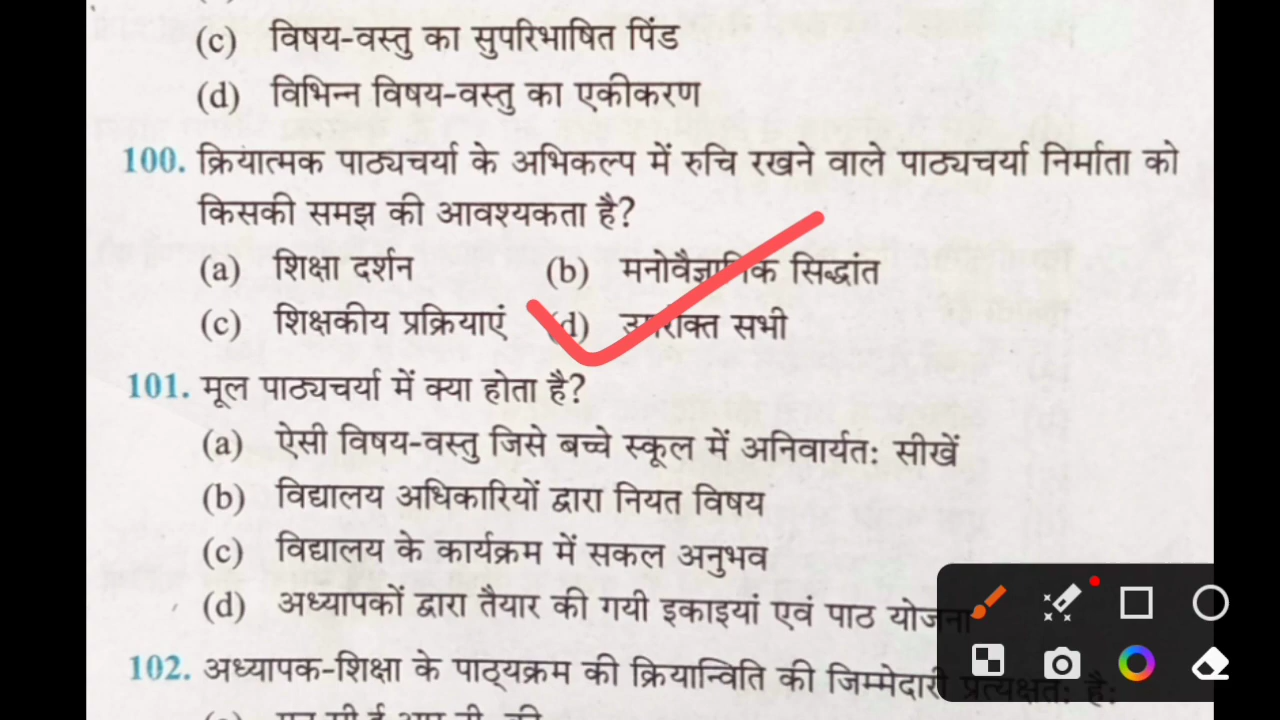 (c) विषय-वस्तु का सुपरिभाषित पिंड
(d) विभिन्न विषय-वस्तु का एकीकरण
100. क्रियात्मक पाठ्यचर्या के अभिकल्प में रुचि रखने वाले पाठ्यचर्या निर्माता को
किसकी समझ की आवश्यकता है?
(a) शिक्षा दर्शन (b) मनोवैज्ञानिक सिद्धांत
(c) शिक्षकीय प्रक्रियाएं (d) उपरोक्त सभी
101. मूल पाठ्यचर्या में क्या होता है?
(a) ऐसी विषय-वस्तु जिसे बच्चे स्कूल में अनिवार्यतः सीखें
(b) विद्यालय अधिकारियों द्वारा नियत विषय
(c) विद्यालय के कार्यक्रम में सकल अनुभव
(d) अध्यापकों द्वारा तैयार की गयी इकाइयां एवं पाठ योजना
102. अध्यापक-शिक्षा के पाठ्यक्रम की क्रियान्विति की जिम्मेदारी प्रत्यक्षतः है: